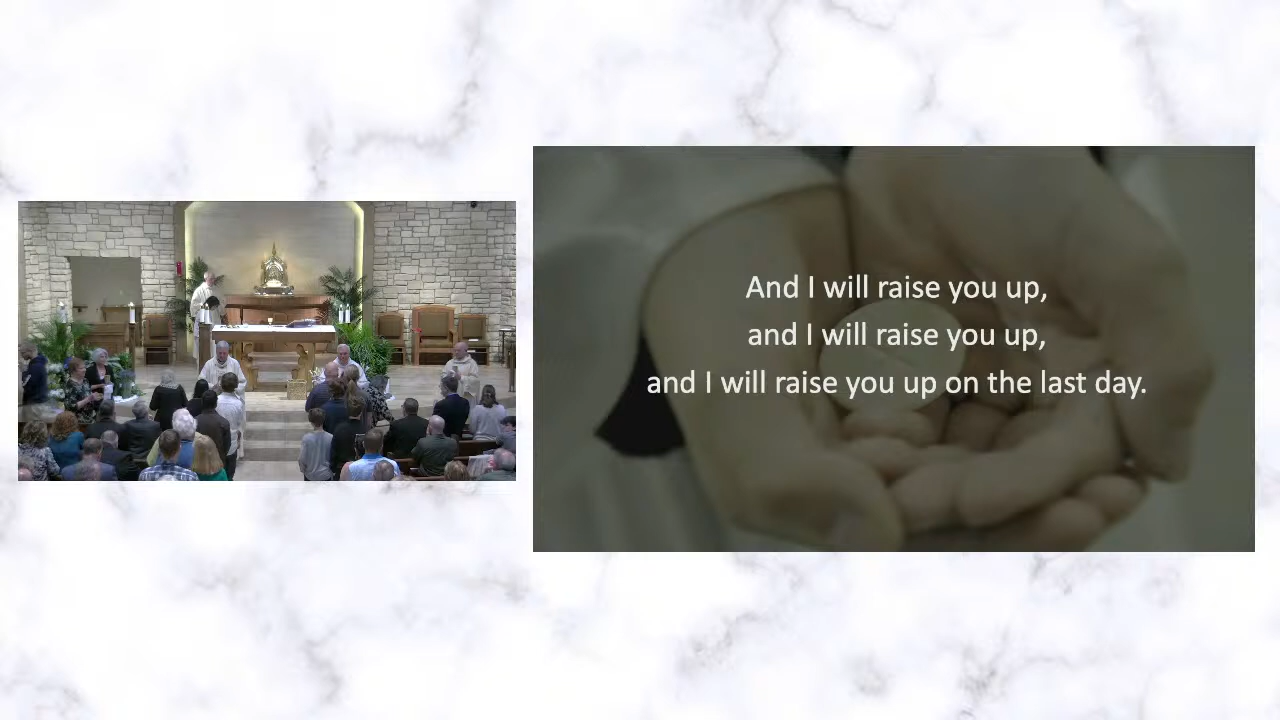 And I will raise you up,
and I will raise you up,
and I will raise you up on the last day.